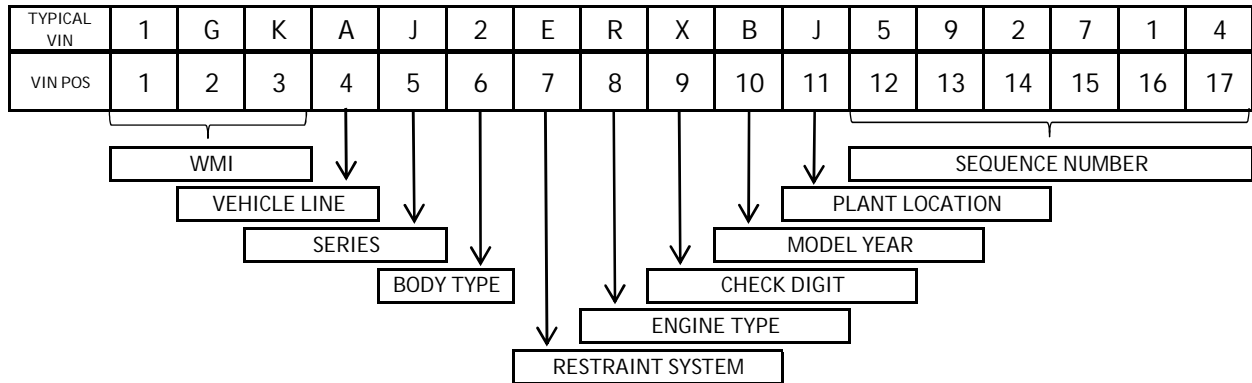 TYPICAL VIN 1 G K A J 2 E R X B J 5 9 2 7 1 4
VIN POS 1 2 3 4 5 6 7 8 9 10 11 12 13 14 15 16 17
WMI SEQUENCE NUMBER
VEHICLE LINE PLANT LOCATION
SERIES MODEL YEAR
BODY TYPE CHECK DIGIT
ENGINE TYPE
RESTRAINT SYSTEM